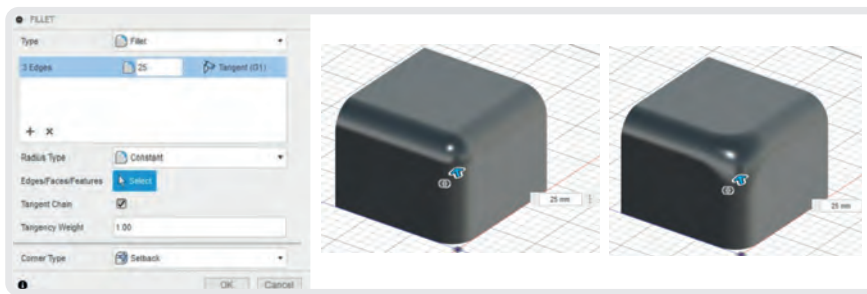 FILLET
Type Fillet
3 Edges 25 Tangent (G1)
Radius Type Constant
Edges/Faces/Features Select
Tangent Chain
Tangency Weight 1.00
Corner Type Setback
OK Cancel
25 mm
25 mm